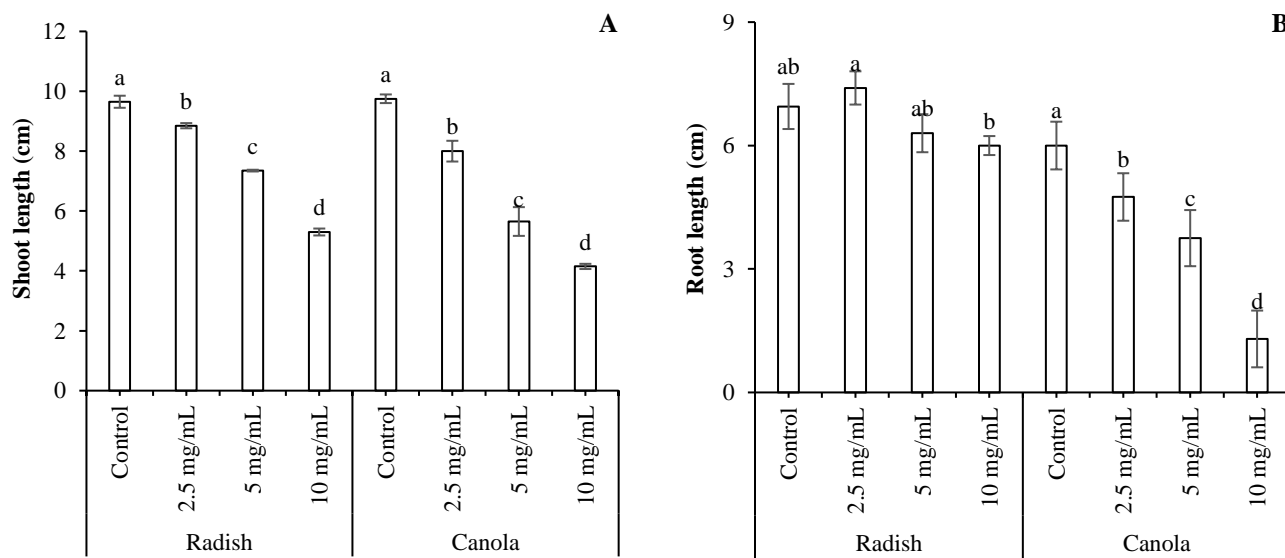 A
Shoot length (cm)
12
10
8
6
4
2
0
a
b
c
d
a
b
c
d
Control
2.5 mg/mL
5 mg/mL
10 mg/mL
Control
2.5 mg/mL
5 mg/mL
10 mg/mL
Radish
Canola
B
Root length (cm)
9
6
3
0
ab
a
ab
b
a
b
c
d
Control
2.5 mg/mL
5 mg/mL
10 mg/mL
Control
2.5 mg/mL
5 mg/mL
10 mg/mL
Radish
Canola